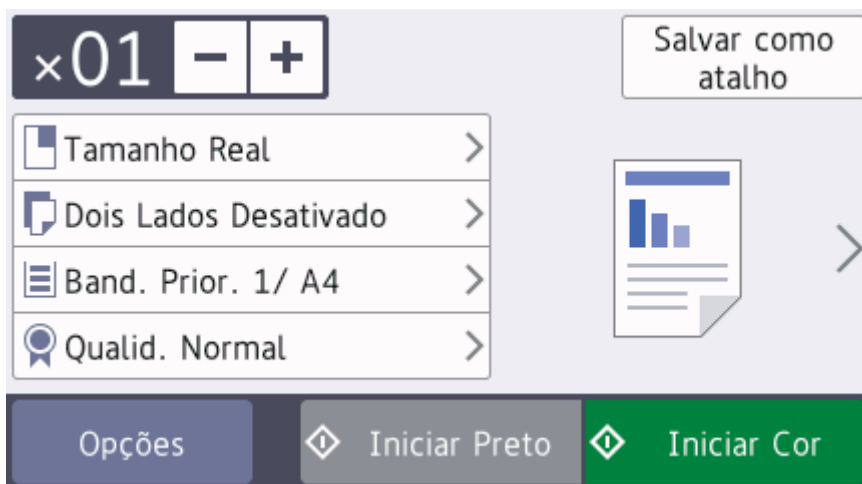 ×01 - +
Salvar como
atalho
Tamanho Real
Dois Lados Desativado
Band. Prior. 1/ A4
Qualid. Normal
Opções
Iniciar Preto
Iniciar Cor